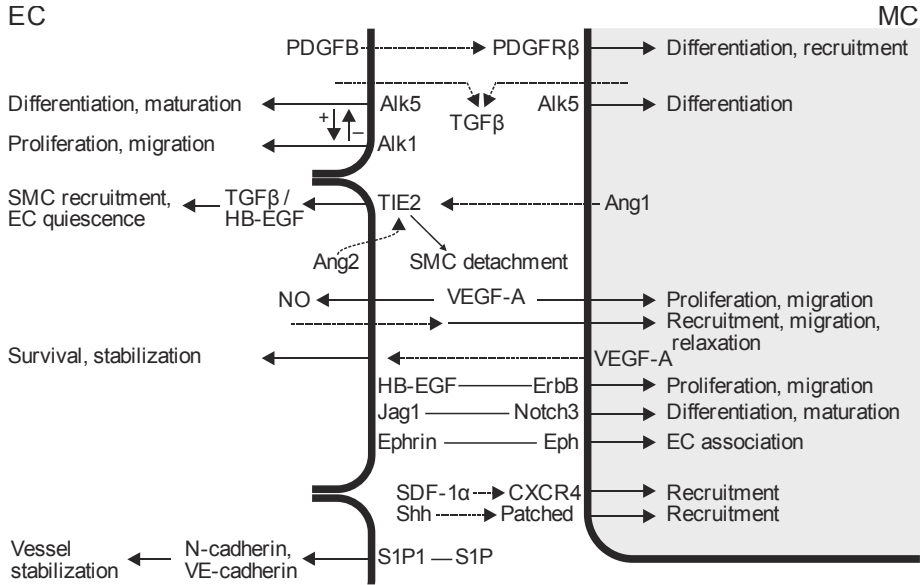 EC
MC
PDGFB PDGFRβ Differentiation, recruitment
Differentiation, maturation Alk5 TGFβ Alk5 Differentiation
+ –
Proliferation, migration Alk1
SMC recruitment,
EC quiescence
TGFβ /
HB-EGF
TIE2 Ang1
Ang2 SMC detachment
NO VEGF-A Proliferation, migration
Recruitment, migration,
relaxation
Survival, stabilization VEGF-A
HB-EGF ErbB Proliferation, migration
Jag1 Notch3 Differentiation, maturation
Ephrin Eph EC association
SDF-1α CXCR4 Recruitment
Shh Patched Recruitment
Vessel
stabilization
N-cadherin,
VE-cadherin
S1P1 S1P